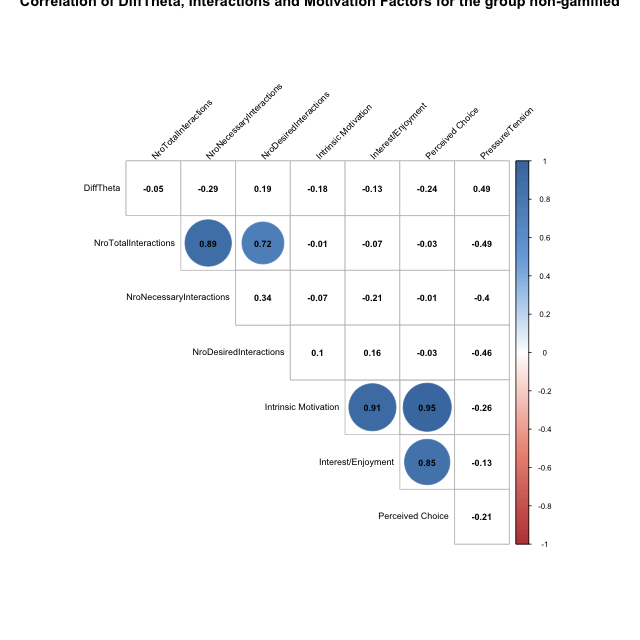 Correlation of DiffTheta, Interactions and Motivation Factors for the group non-gamified
NroTotalInteractions
NroNecessaryInteractions
NroDesiredInteractions
Intrinsic Motivation
Interest/Enjoyment
Perceived Choice
Pressure/Tension
DiffTheta -0.05 -0.29 0.19 -0.18 -0.13 -0.24 0.49
NroTotalInteractions 0.89 0.72 -0.01 -0.07 -0.03 -0.49
NroNecessaryInteractions 0.34 -0.07 -0.21 -0.01 -0.4
NroDesiredInteractions 0.1 0.16 -0.03 -0.46
Intrinsic Motivation 0.91 0.95 -0.26
Interest/Enjoyment 0.85 -0.13
Perceived Choice -0.21
1
0.8
0.6
0.4
0.2
0
-0.2
-0.4
-0.6
-0.8
-1